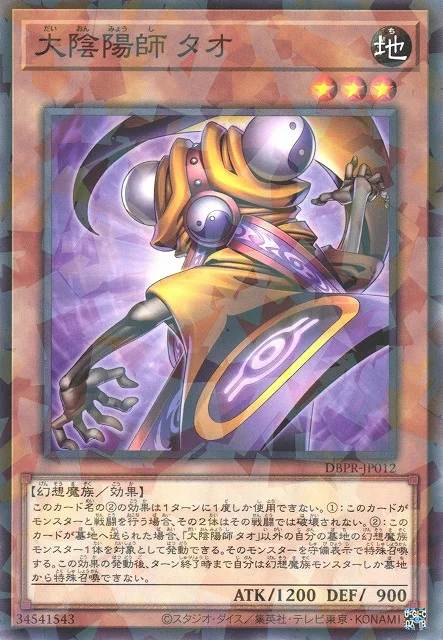 大陰陽師 タオ
地
DBPR-JP012
【幻想魔族／効果】
このカード名の②の効果は１ターンに１度しか使用できない。①：このカードが
モンスターと戦闘を行う場合、その２体はその戦闘では破壊されない。②：このカード
が墓地へ送られた場合、「大陰陽師 タオ」以外の自分の墓地の幻想魔族
モンスター１体を対象として発動できる。そのモンスターを守備表示で特殊召喚
する。この効果の発動後、ターン終了時まで自分は幻想魔族モンスターしか墓地
から特殊召喚できない。
ATK/1200 DEF/ 900
34541543 ©スタジオ・ダイス／集英社・テレビ東京・KONAMI